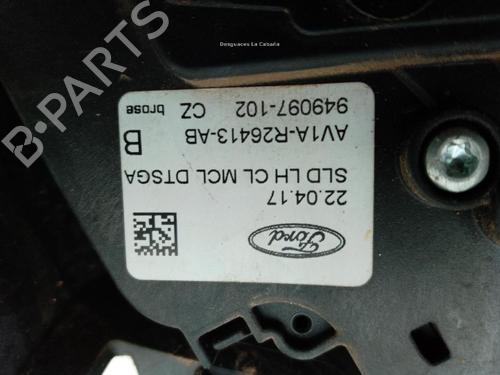 Desguaces La Cabaña
B-PARTS
22.04.17
SLD LH CL MCL DTSGA
AV1A-R26413-AB B
949097-102 CZ brose
Ford